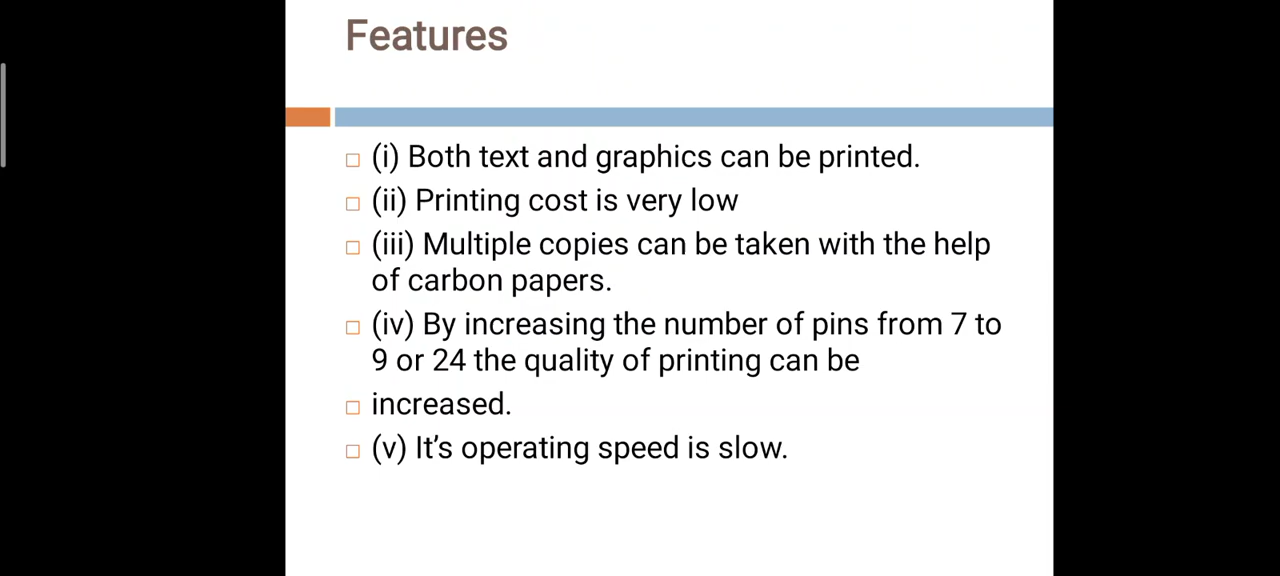 Features
(i) Both text and graphics can be printed.
(ii) Printing cost is very low
(iii) Multiple copies can be taken with the help
of carbon papers.
(iv) By increasing the number of pins from 7 to
9 or 24 the quality of printing can be
increased.
(v) It’s operating speed is slow.